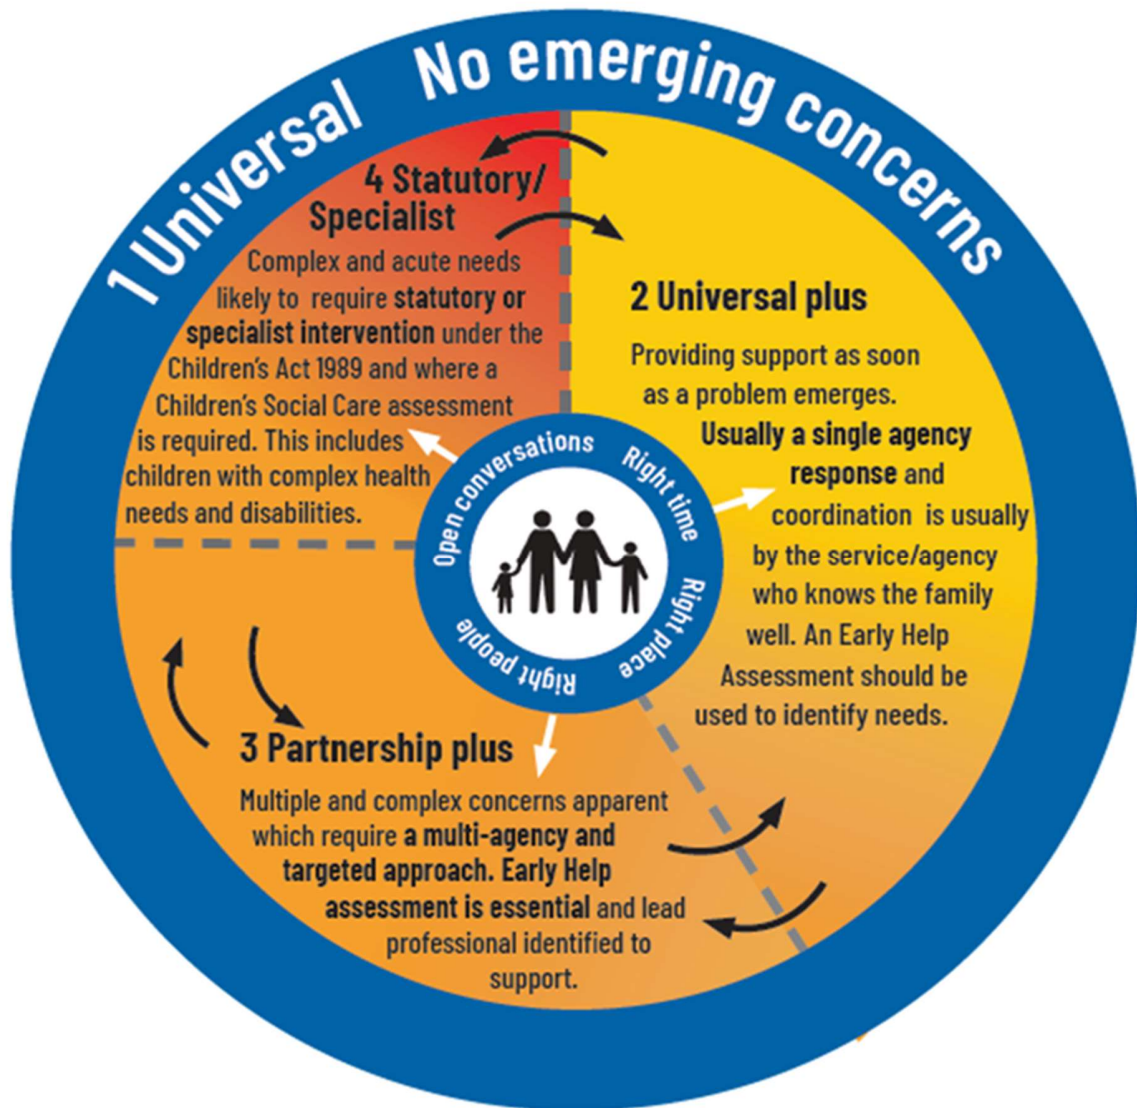 1 Universal No emerging concerns
4 Statutory/
Specialist
Complex and acute needs
likely to require statutory or
specialist intervention under the
Children's Act 1989 and where a
Children's Social Care assessment
is required. This includes
children with complex health
needs and disabilities.
2 Universal plus
Providing support as soon
as a problem emerges.
Usually a single agency
response and
coordination is usually
by the service/agency
who knows the family
well. An Early Help
Assessment should be
used to identify needs.
Open conversations
Right time
Right place
Right people
3 Partnership plus
Multiple and complex concerns apparent
which require a multi-agency and
targeted approach. Early Help
assessment is essential and lead
professional identified to
support.